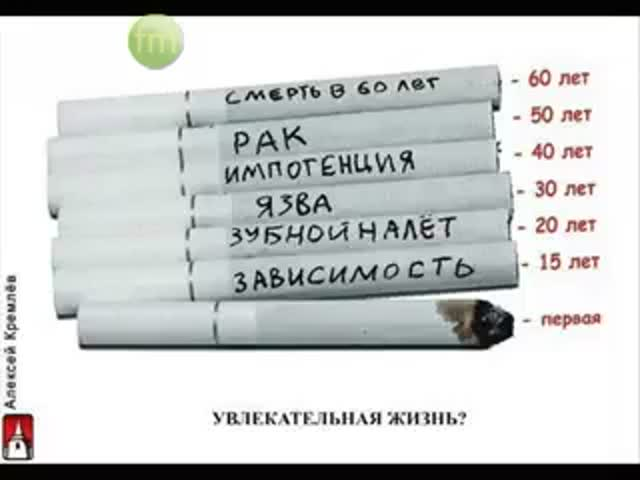 fm
СМЕРТЬ В 60 ЛЕТ - 60 лет
РАК - 50 лет
ИМПОТЕНЦИЯ - 40 лет
ЯЗВА - 30 лет
ЗУБНОЙ НАЛЁТ - 20 лет
ЗАВИСИМОСТЬ - 15 лет
- первая
УВЛЕКАТЕЛЬНАЯ ЖИЗНЬ?
Алексей Кремлёв